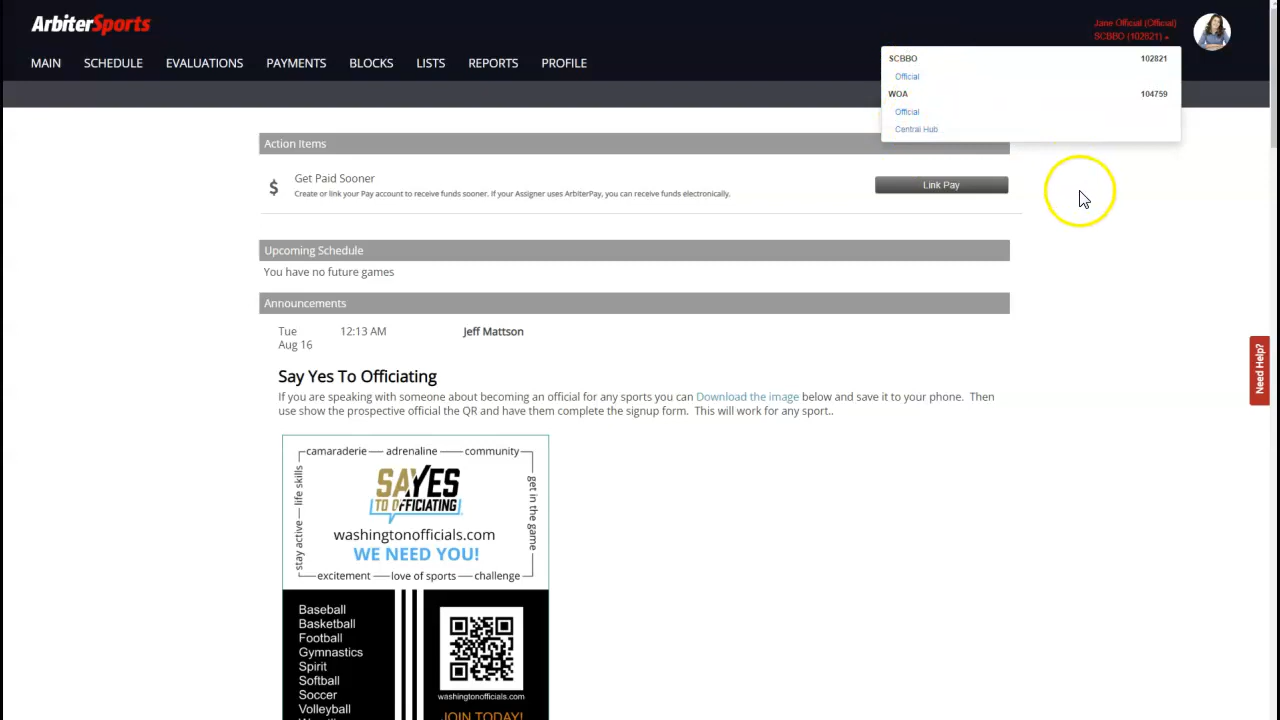 ArbiterSports
Jane Official (Official)
SCBBO (102821)
MAIN SCHEDULE EVALUATIONS PAYMENTS BLOCKS LISTS REPORTS PROFILE
SCBBO 102821
Official
WOA 104759
Official
Central Hub
Action Items
Get Paid Sooner
Create or link your Pay account to receive funds sooner. If your Assigner uses ArbiterPay, you can receive funds electronically.
Link Pay
Upcoming Schedule
You have no future games
Announcements
Tue 12:13 AM Jeff Mattson
Aug 16
Need Help?
Say Yes To Officiating
If you are speaking with someone about becoming an official for any sports you can Download the image below and save it to your phone. Then
use show the prospective official the QR and have them complete the signup form. This will work for any sport..
camaraderie adrenaline community
stay active life skills
get in the game
SAYES
TO OFFICIATING
washingtonofficials.com
WE NEED YOU!
excitement love of sports challenge
Baseball
Basketball
Football
Gymnastics
Spirit
Softball
Soccer
Volleyball
washingtonofficials.com
JOIN TODAY!